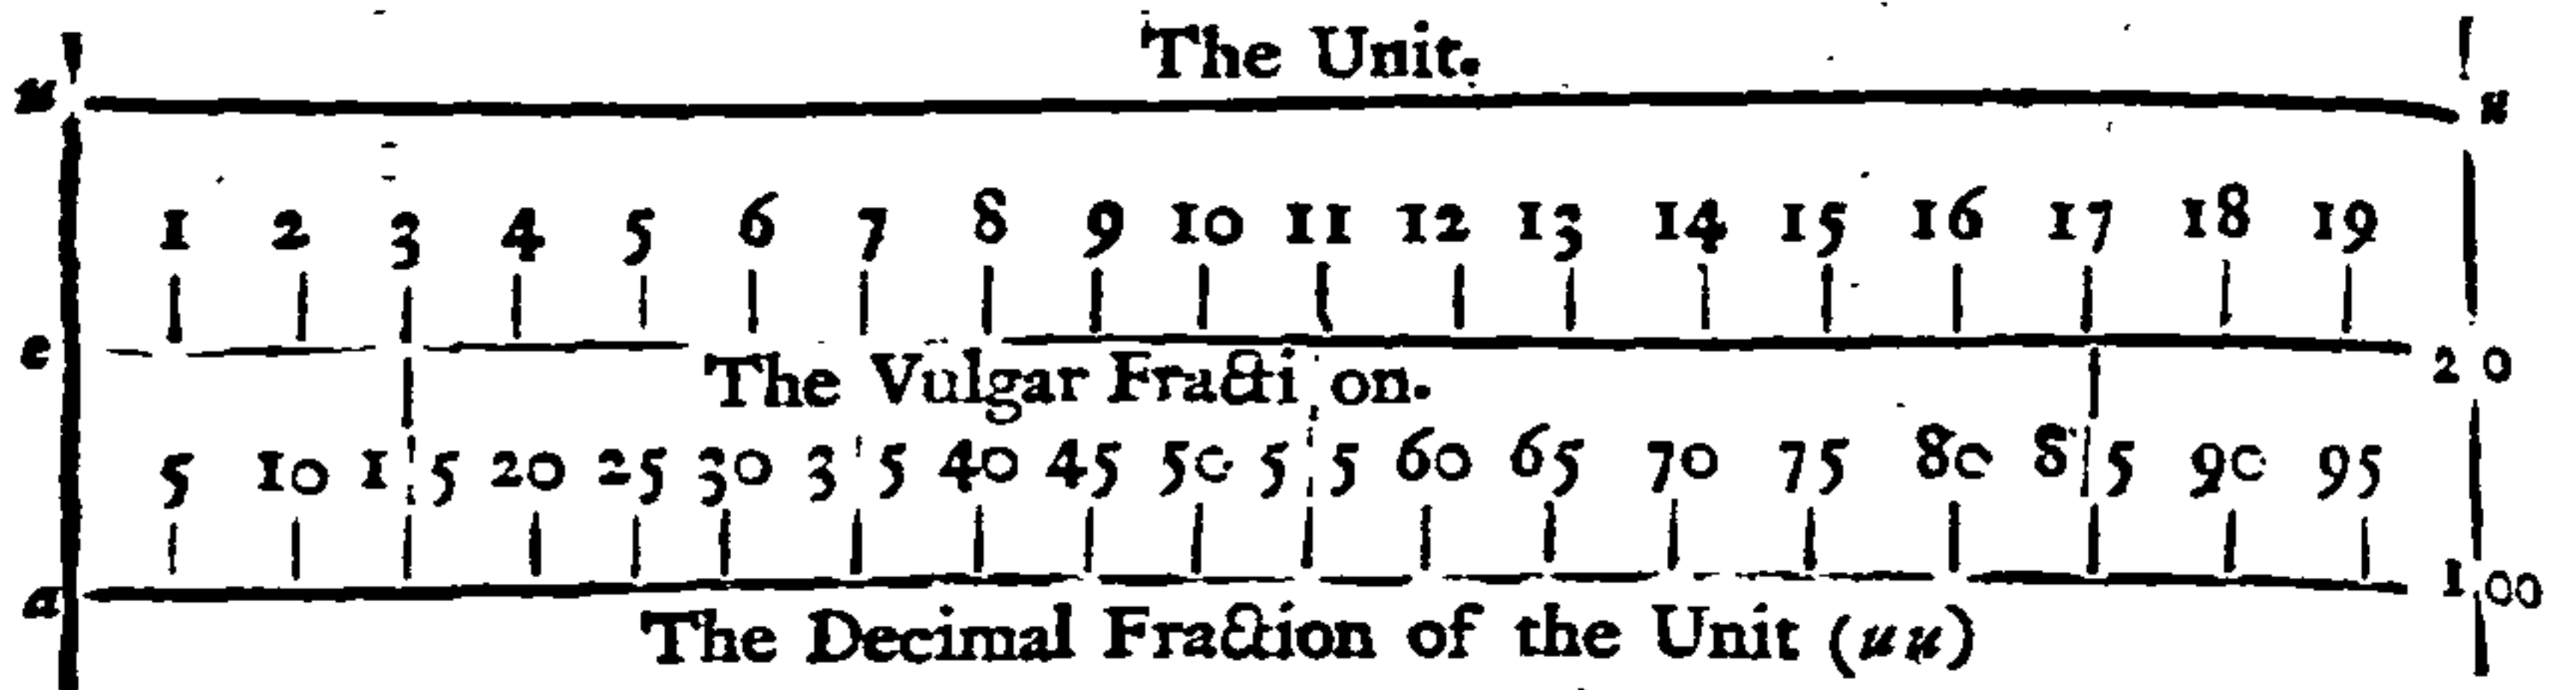 The Unit.
u u
1 2 3 4 5 6 7 8 9 10 11 12 13 14 15 16 17 18 19
e 20
The Vulgar Fraction.
5 10 15 20 25 30 35 40 45 50 55 60 65 70 75 80 85 90 95
a 100
The Decimal Fraction of the Unit (uu)